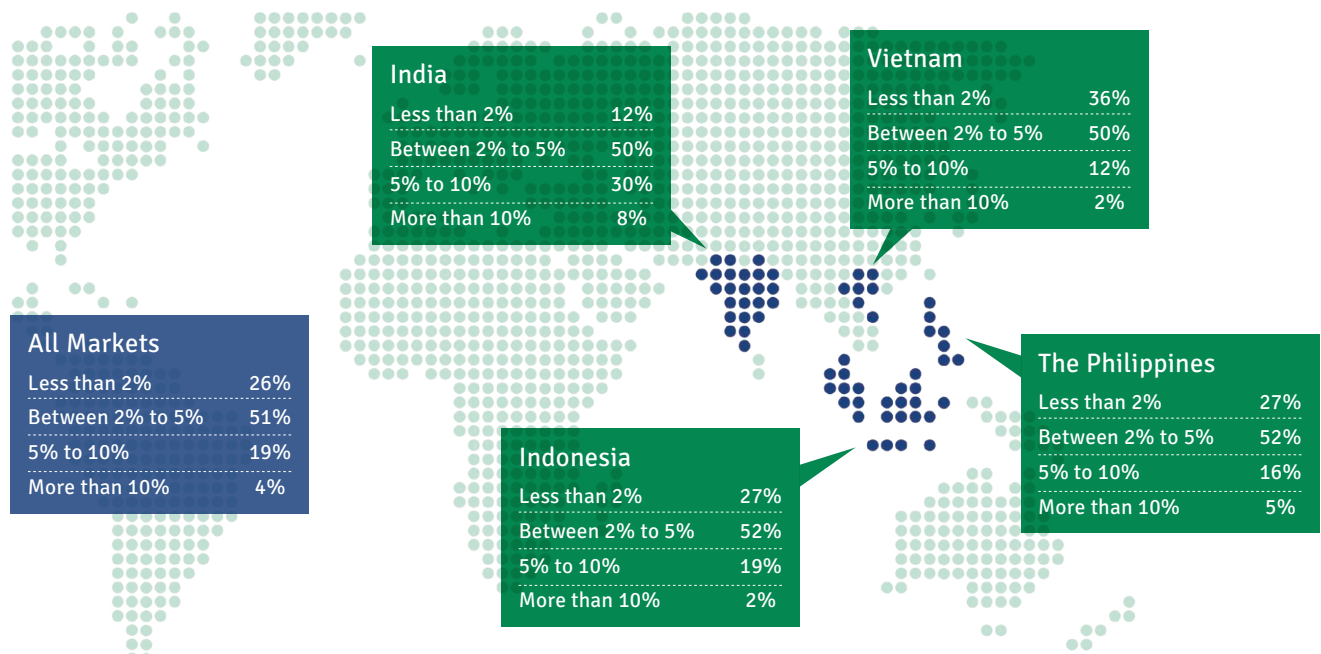 India
Less than 2% 12%
Between 2% to 5% 50%
5% to 10% 30%
More than 10% 8%
Vietnam
Less than 2% 36%
Between 2% to 5% 50%
5% to 10% 12%
More than 10% 2%
All Markets
Less than 2% 26%
Between 2% to 5% 51%
5% to 10% 19%
More than 10% 4%
The Philippines
Less than 2% 27%
Between 2% to 5% 52%
5% to 10% 16%
More than 10% 5%
Indonesia
Less than 2% 27%
Between 2% to 5% 52%
5% to 10% 19%
More than 10% 2%